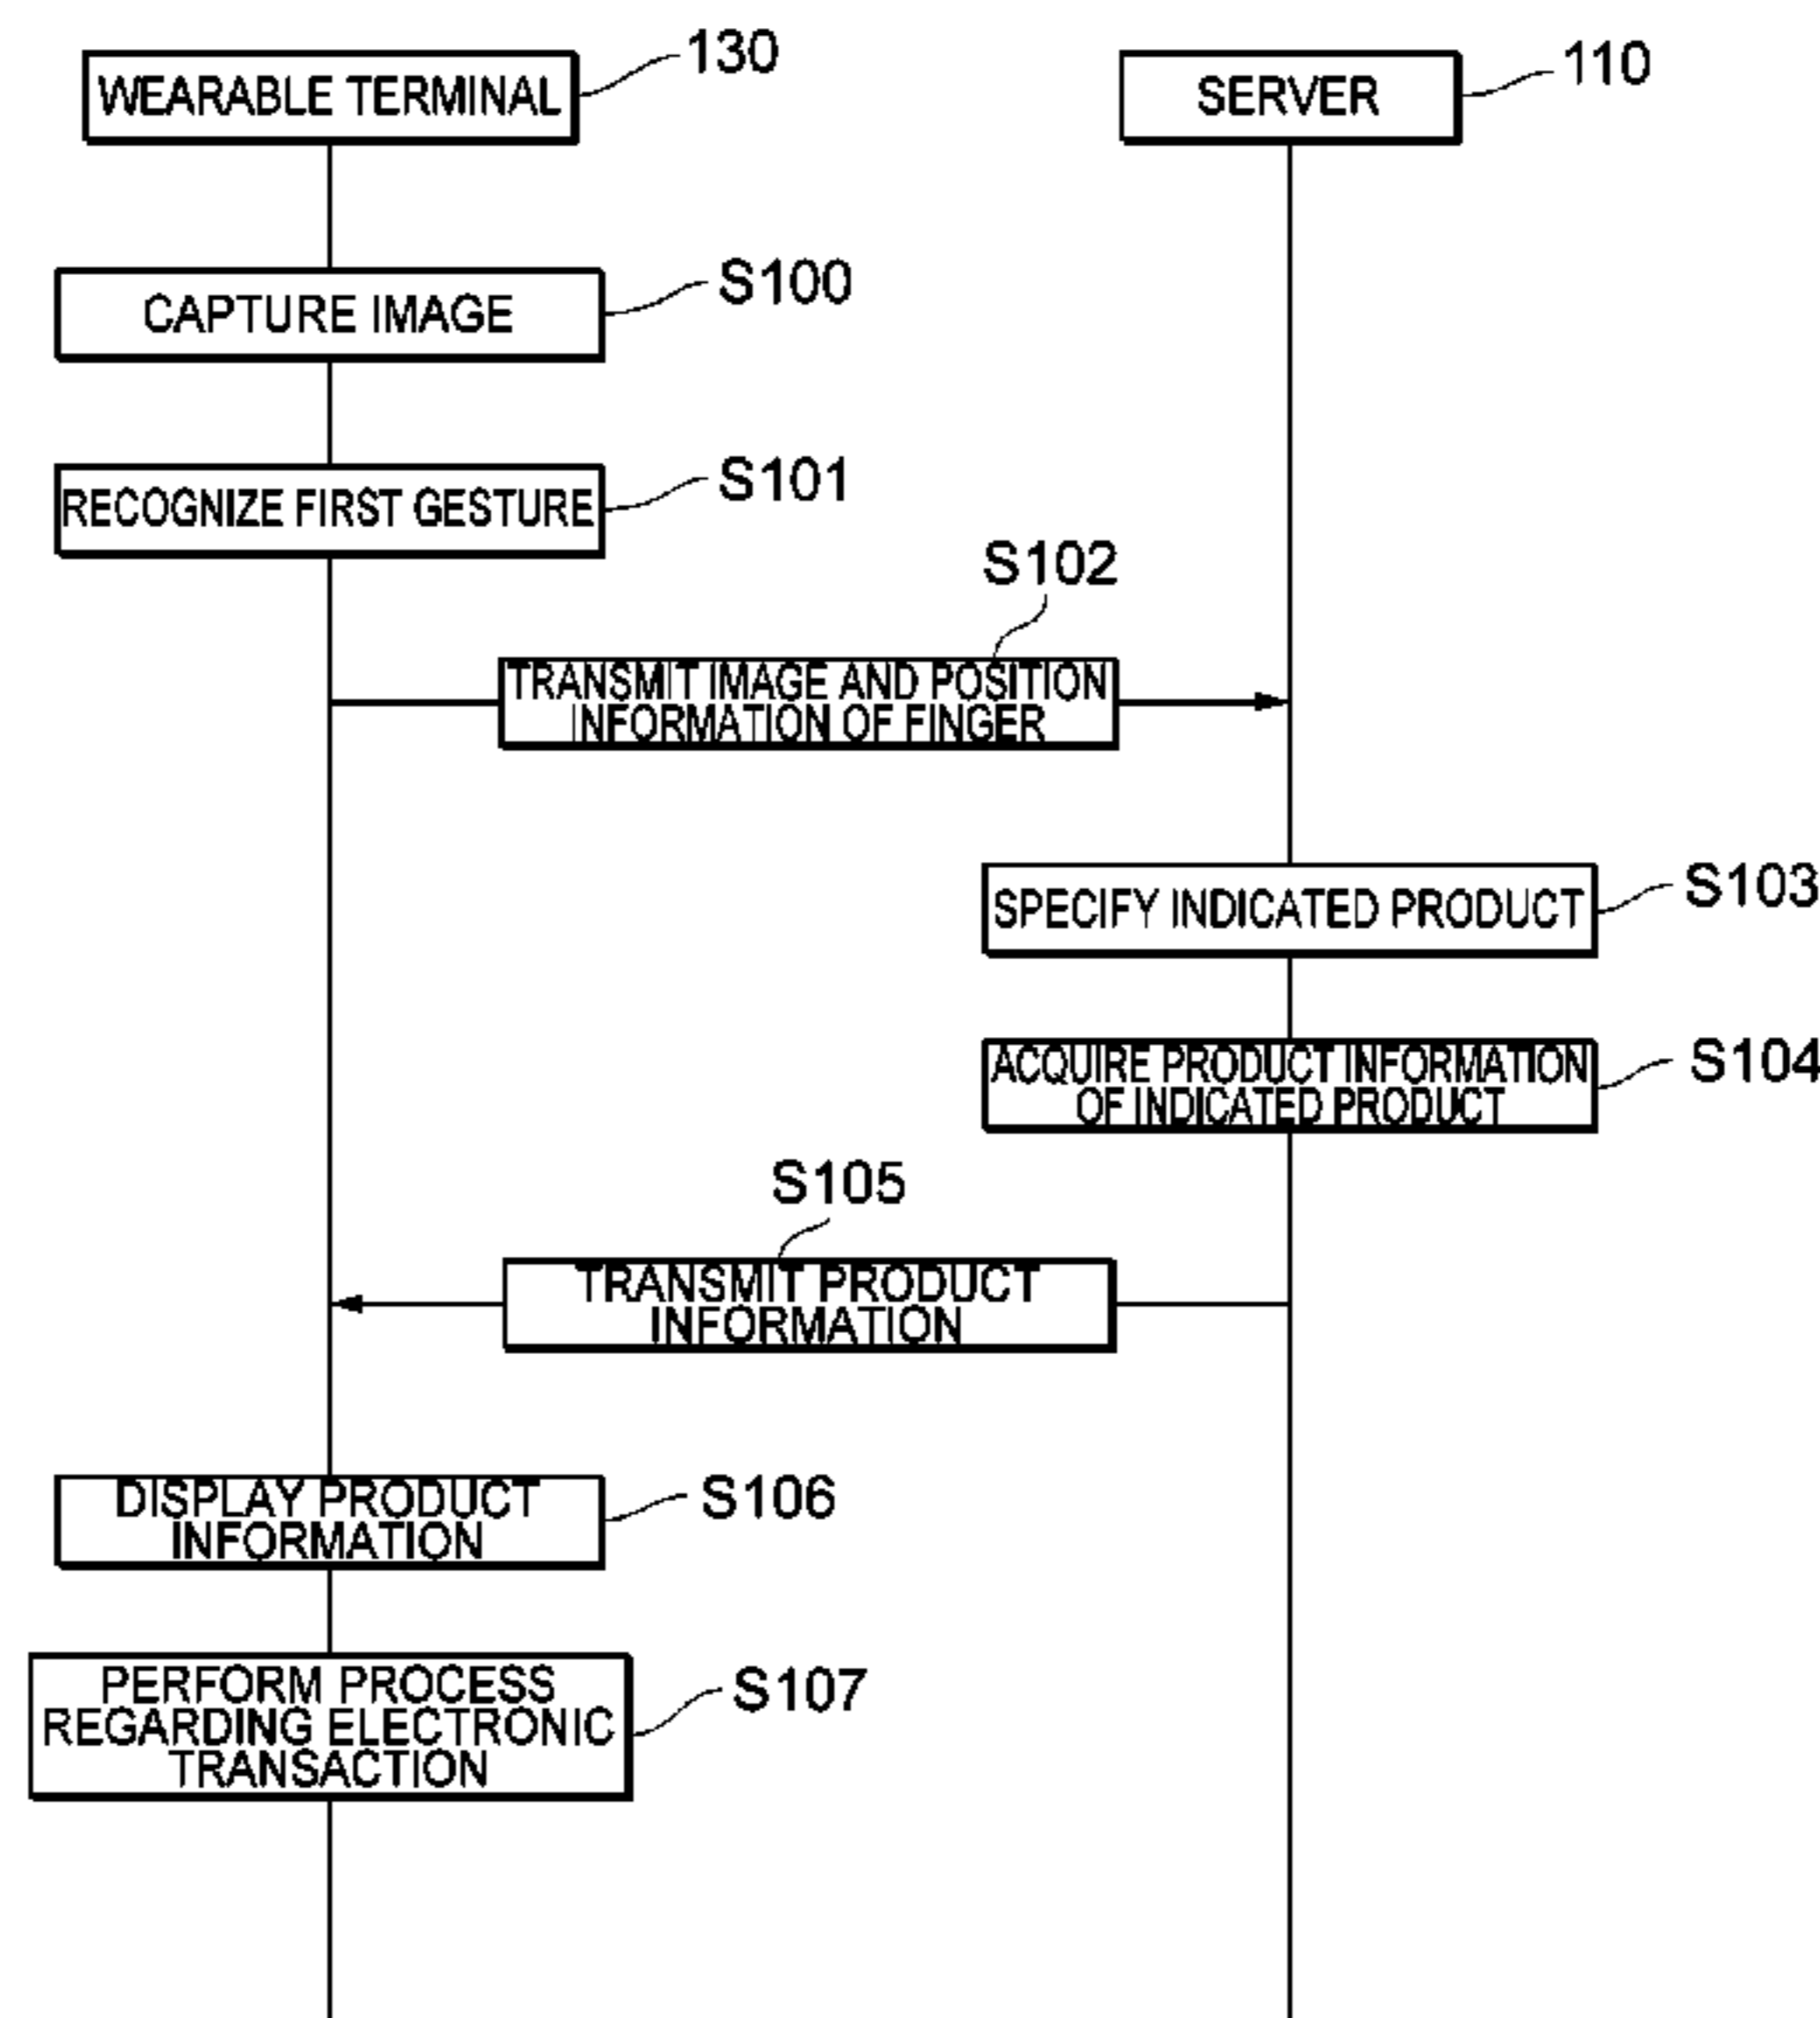 130
WEARABLE TERMINAL
110
SERVER
S100
CAPTURE IMAGE
S101
RECOGNIZE FIRST GESTURE
S102
TRANSMIT IMAGE AND POSITION
INFORMATION OF FINGER
S103
SPECIFY INDICATED PRODUCT
S104
ACQUIRE PRODUCT INFORMATION
OF INDICATED PRODUCT
S105
TRANSMIT PRODUCT
INFORMATION
S106
DISPLAY PRODUCT
INFORMATION
S107
PERFORM PROCESS
REGARDING ELECTRONIC
TRANSACTION